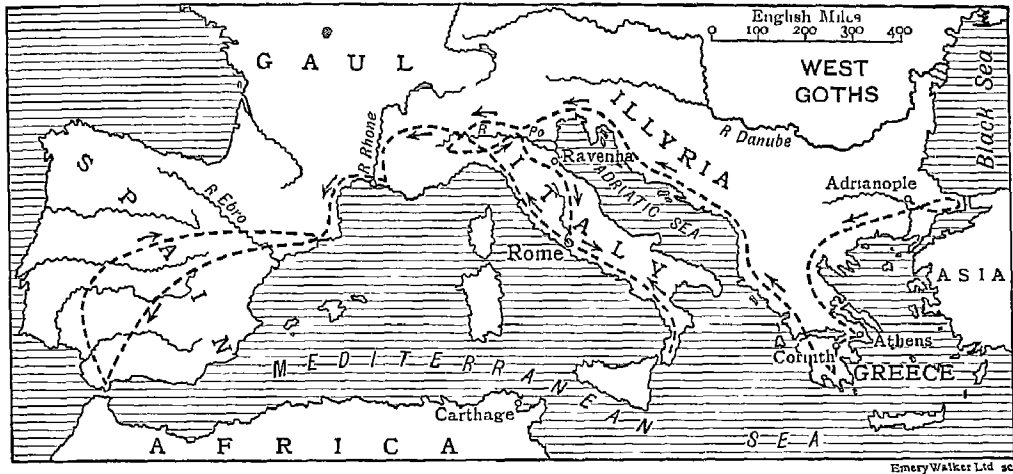 English Miles
0 100 200 300 400
WEST
GOTHS
GAUL
Black Sea
ILLYRIA
R Danube
R Rhone
R Po
Ravenna
ADRIATIC SEA
Adrianople
SPAIN
R Ebro
ITALY
Rome
ASIA
Athens
Corinth
GREECE
MEDITERRANEAN
SEA
Carthage
AFRICA
Emery Walker Ltd sc